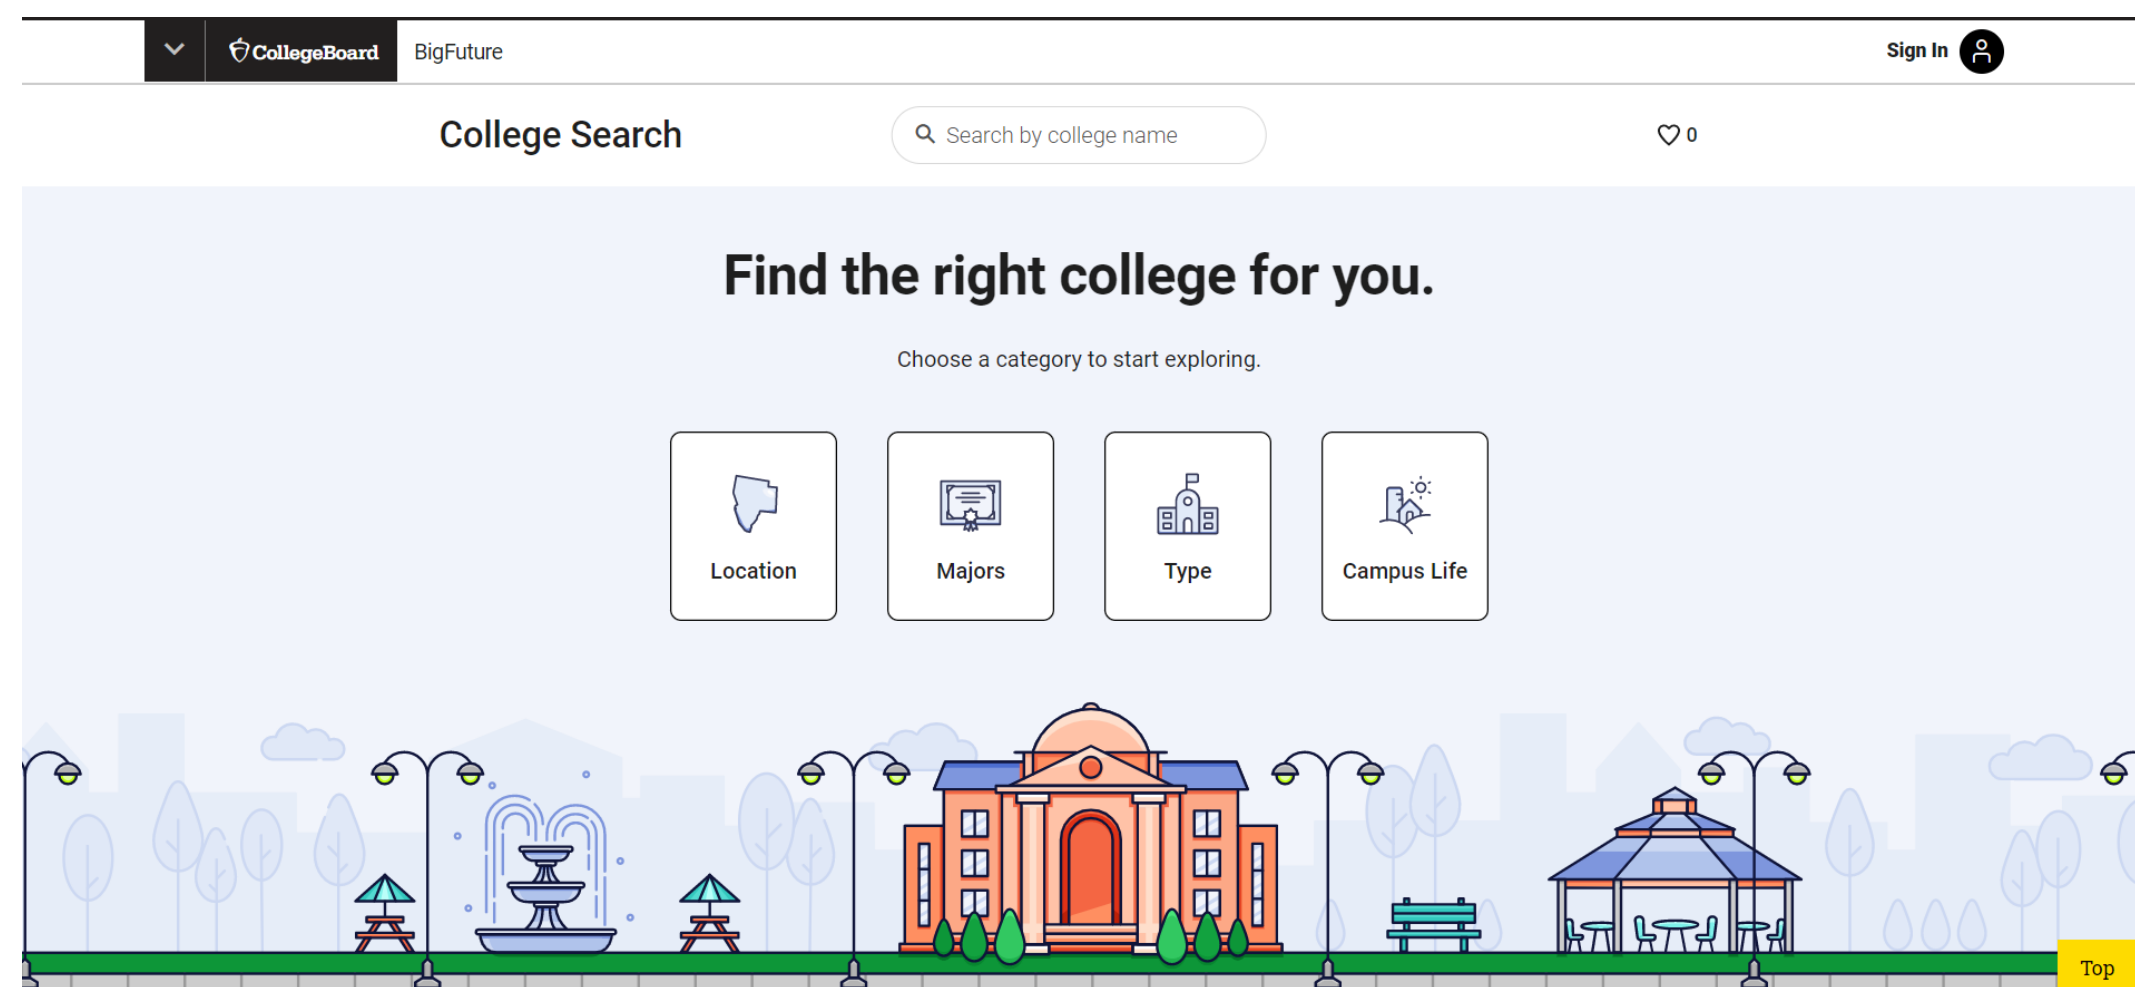 CollegeBoard BigFuture Sign In
College Search Search by college name 0
Find the right college for you.
Choose a category to start exploring.
Location Majors Type Campus Life
Top